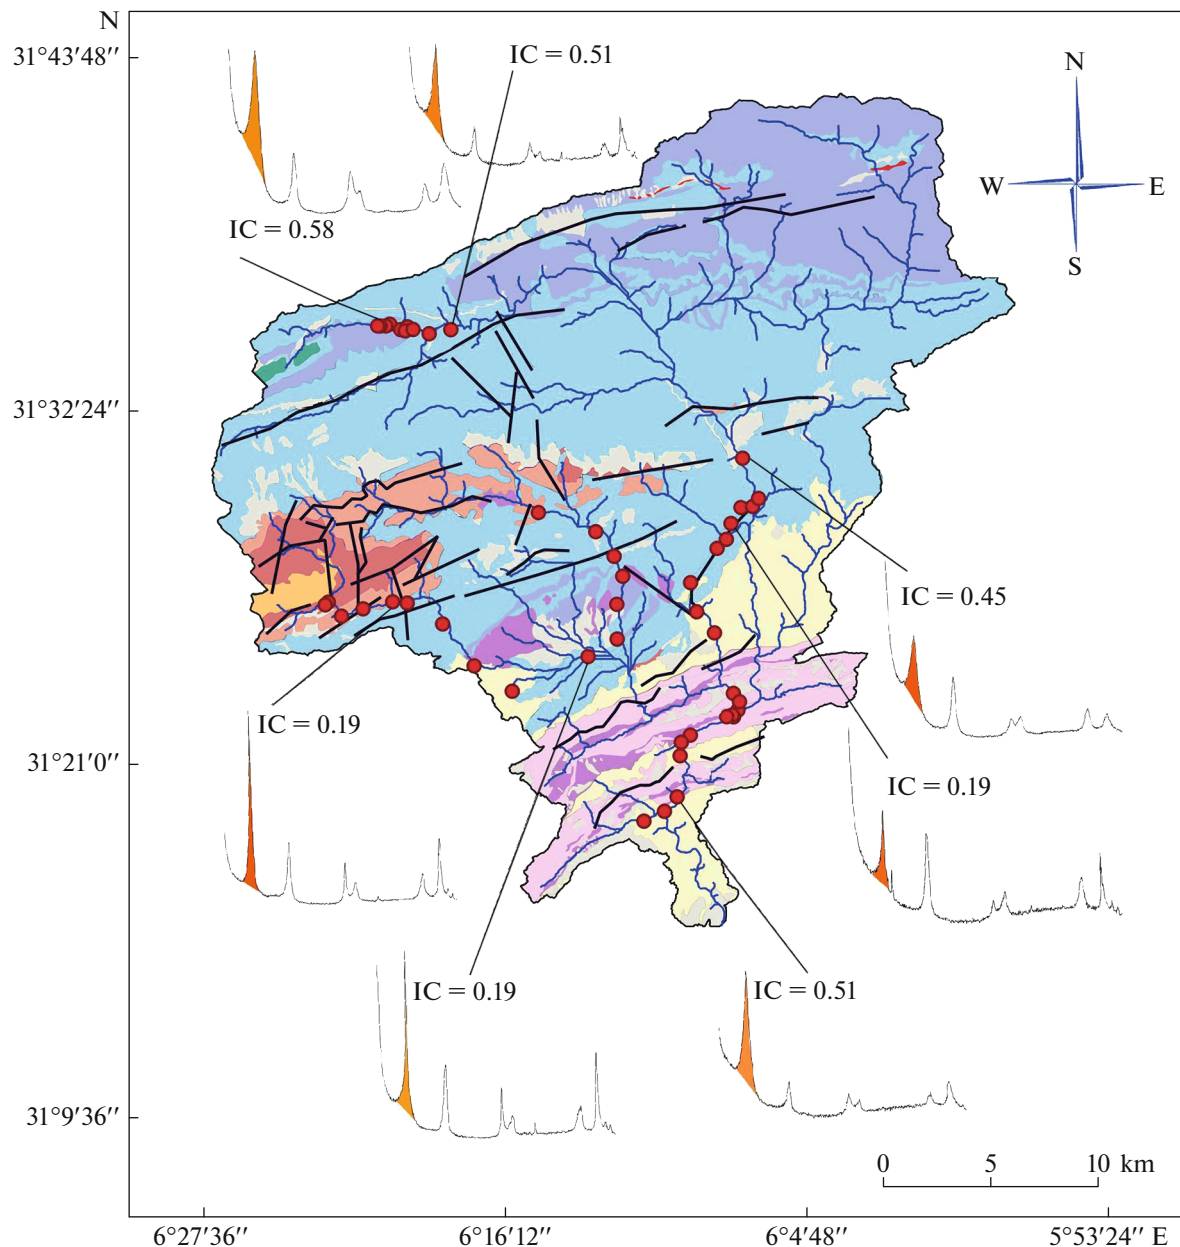 N
31°43′48′′
IC = 0.51
N
W
E
S
IC = 0.58
31°32′24′′
IC = 0.45
IC = 0.19
31°21′0′′
IC = 0.19
IC = 0.19
IC = 0.51
31°9′36′′
0 5 10 km
6°27′36′′ 6°16′12′′ 6°4′48′′ 5°53′24′′ E